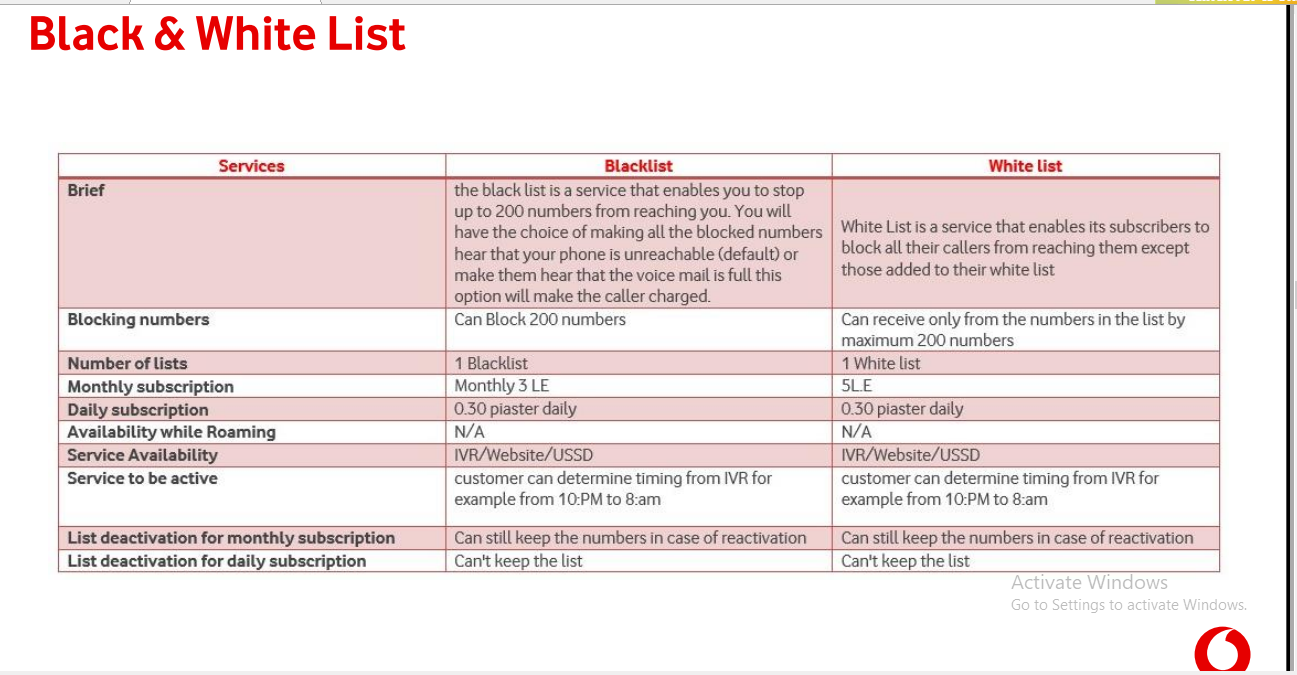 Black & White List
Services
Blacklist
White list
Brief
the black list is a service that enables you to stop
up to 200 numbers from reaching you. You will
have the choice of making all the blocked numbers
hear that your phone is unreachable (default) or
make them hear that the voice mail is full this
option will make the caller charged.
White List is a service that enables its subscribers to
block all their callers from reaching them except
those added to their white list
Blocking numbers
Can Block 200 numbers
Can receive only from the numbers in the list by
maximum 200 numbers
Number of lists
1 Blacklist
1 White list
Monthly subscription
Monthly 3 LE
5L.E
Daily subscription
0.30 piaster daily
0.30 piaster daily
Availability while Roaming
N/A
N/A
Service Availability
IVR/Website/USSD
IVR/Website/USSD
Service to be active
customer can determine timing from IVR for
example from 10:PM to 8:am
customer can determine timing from IVR for
example from 10:PM to 8:am
List deactivation for monthly subscription
Can still keep the numbers in case of reactivation
Can still keep the numbers in case of reactivation
List deactivation for daily subscription
Can't keep the list
Can't keep the list
Activate Windows
Go to Settings to activate Windows.